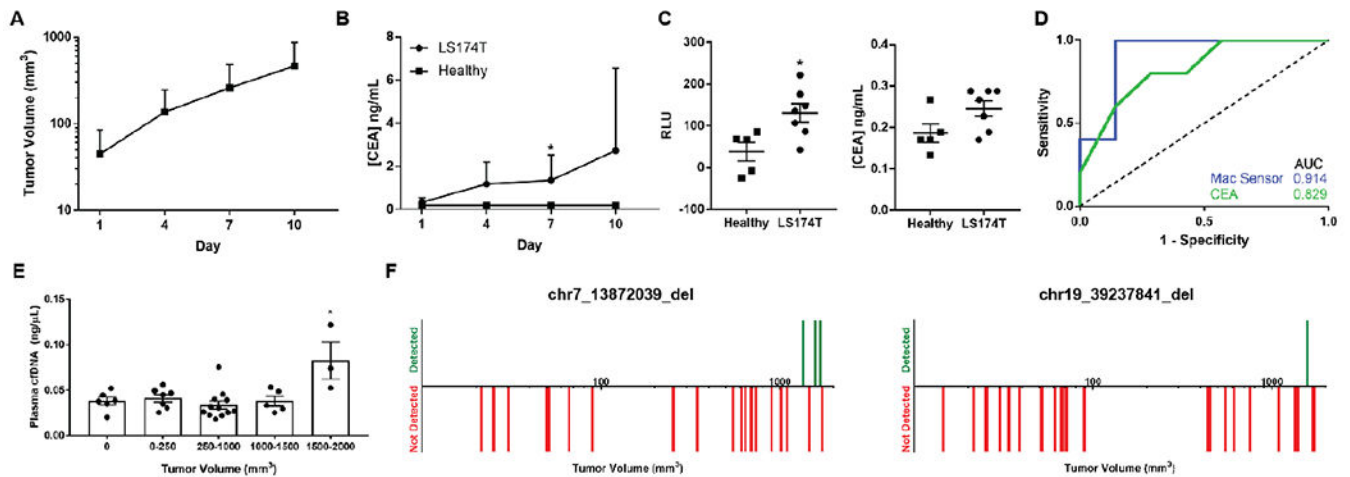 A
Tumor Volume (mm³)
1000
100
10
1 4 7 10
Day
B
[CEA] ng/mL
6
4
2
0
LS174T
Healthy
*
1 4 7 10
Day
C
RLU
300
200
100
0
-100
*
Healthy LS174T
[CEA] ng/mL
0.4
0.3
0.2
0.1
0.0
Healthy LS174T
D
Sensitivity
1.0
0.5
0.0
AUC
Mac Sensor 0.914
CEA 0.829
0.0 0.5 1.0
1 - Specificity
E
Plasma cfDNA (ng/μL)
0.15
0.10
0.05
0.00
*
0 0-250 250-1000 1000-1500 1500-2000
Tumor Volume (mm³)
F
chr7_13872039_del
Detected
Not Detected
100 1000
Tumor Volume (mm³)
chr19_39237841_del
Detected
Not Detected
100 1000
Tumor Volume (mm³)